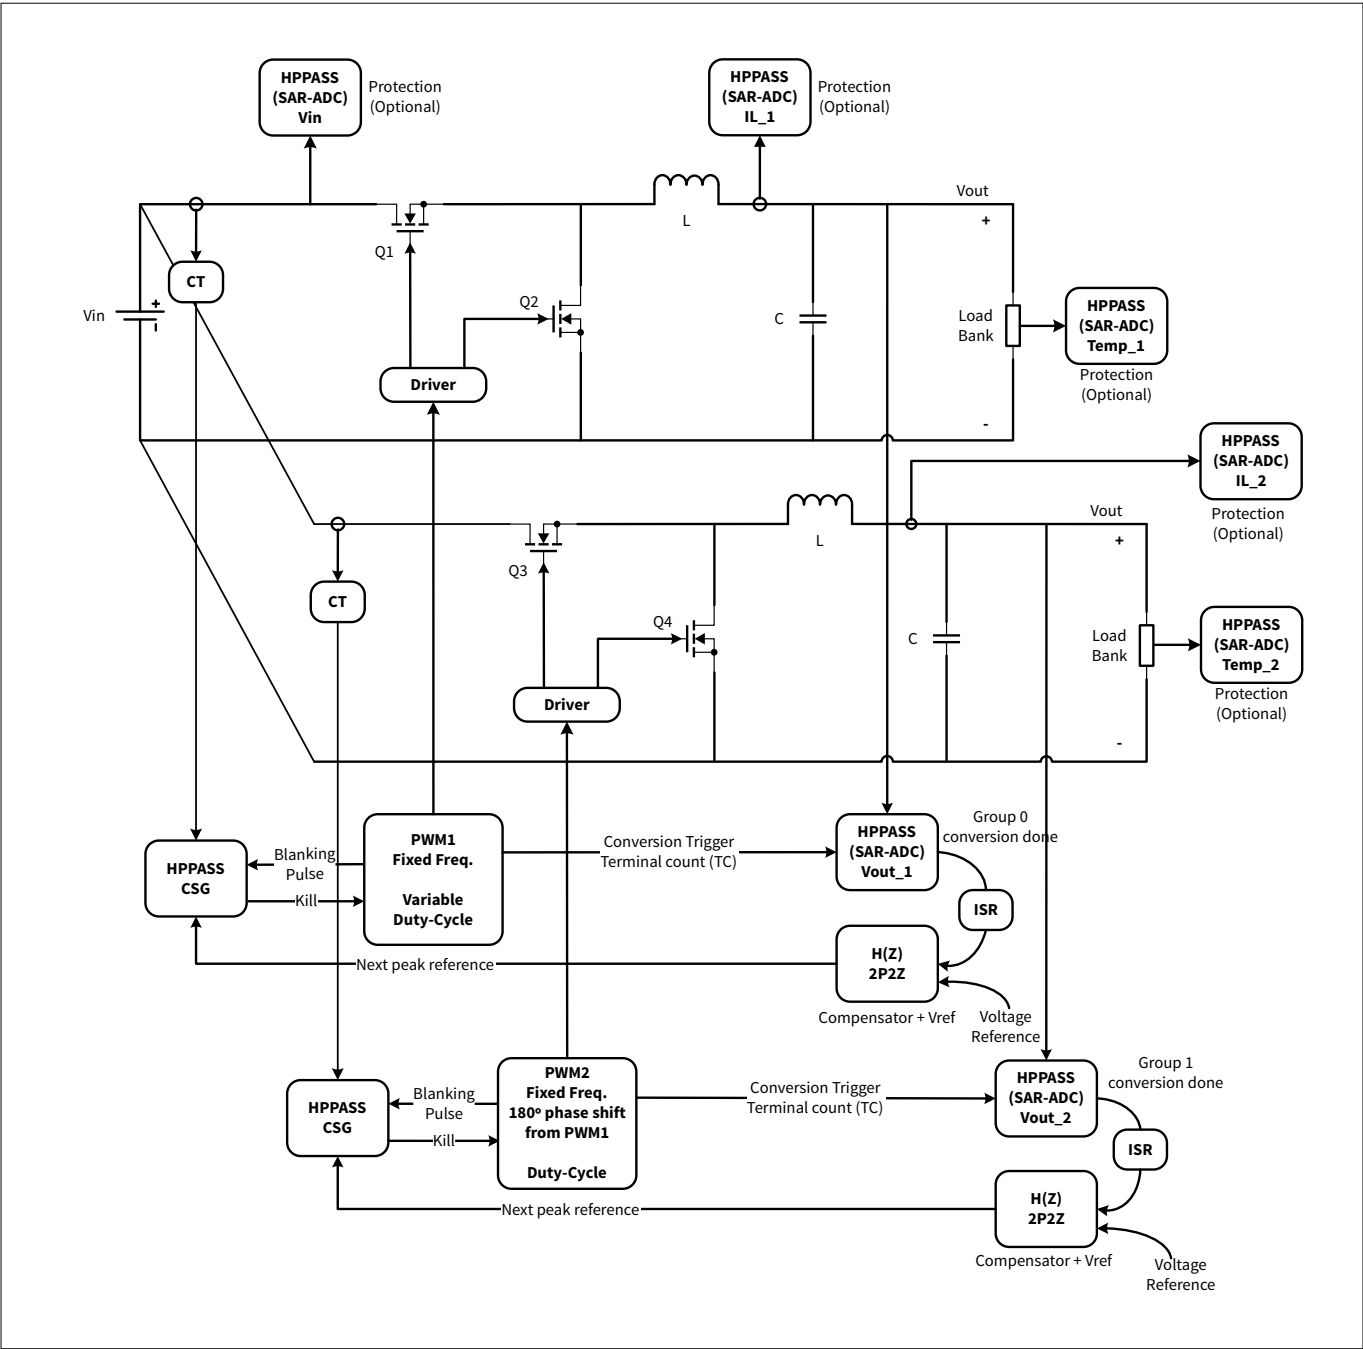 HPPASS
(SAR-ADC)
Vin
Protection
(Optional)
HPPASS
(SAR-ADC)
IL_1
Protection
(Optional)
Vout
+
L
Q1
CT
Vin
+
-
Q2
C
Load
Bank
HPPASS
(SAR-ADC)
Temp_1
Protection
(Optional)
Driver
-
HPPASS
(SAR-ADC)
IL_2
Protection
(Optional)
Vout
+
L
Q3
CT
Q4
C
Load
Bank
HPPASS
(SAR-ADC)
Temp_2
Protection
(Optional)
Driver
-
HPPASS
CSG
Blanking
Pulse
Kill
PWM1
Fixed Freq.
Variable
Duty-Cycle
Conversion Trigger
Terminal count (TC)
HPPASS
(SAR-ADC)
Vout_1
Group 0
conversion done
ISR
H(Z)
2P2Z
Next peak reference
Compensator + Vref
Voltage
Reference
HPPASS
CSG
Blanking
Pulse
Kill
PWM2
Fixed Freq.
180º phase shift
from PWM1
Duty-Cycle
Conversion Trigger
Terminal count (TC)
HPPASS
(SAR-ADC)
Vout_2
Group 1
conversion done
ISR
H(Z)
2P2Z
Next peak reference
Compensator + Vref
Voltage
Reference